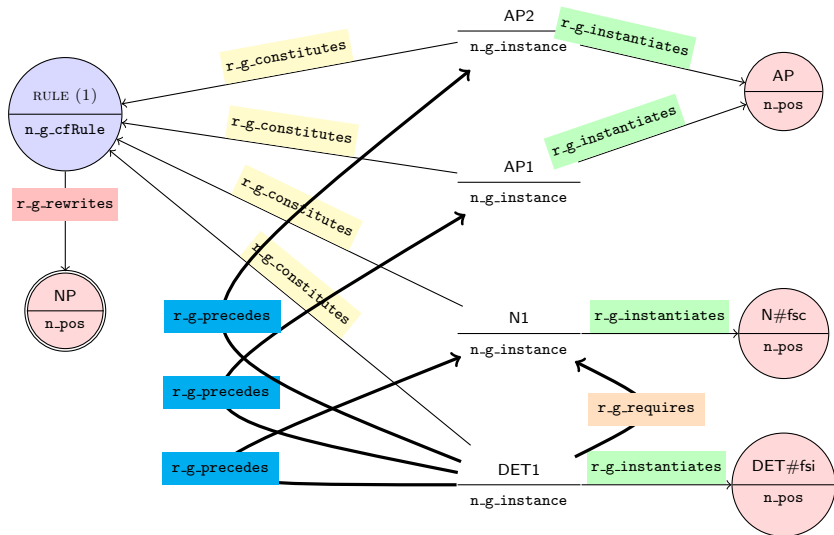 AP2
n_g_instance
r_g_constitutes
r_g_instantiates
AP
n_pos
RULE (1)
n_g_cfRule
r_g_constitutes
r_g_instantiates
AP1
n_g_instance
r_g_rewrites
r_g_constitutes
r_g_constitutes
NP
n_pos
r_g_precedes
N1
n_g_instance
r_g_instantiates
N#fsc
n_pos
r_g_precedes
r_g_requires
r_g_precedes
DET1
n_g_instance
r_g_instantiates
DET#fsi
n_pos